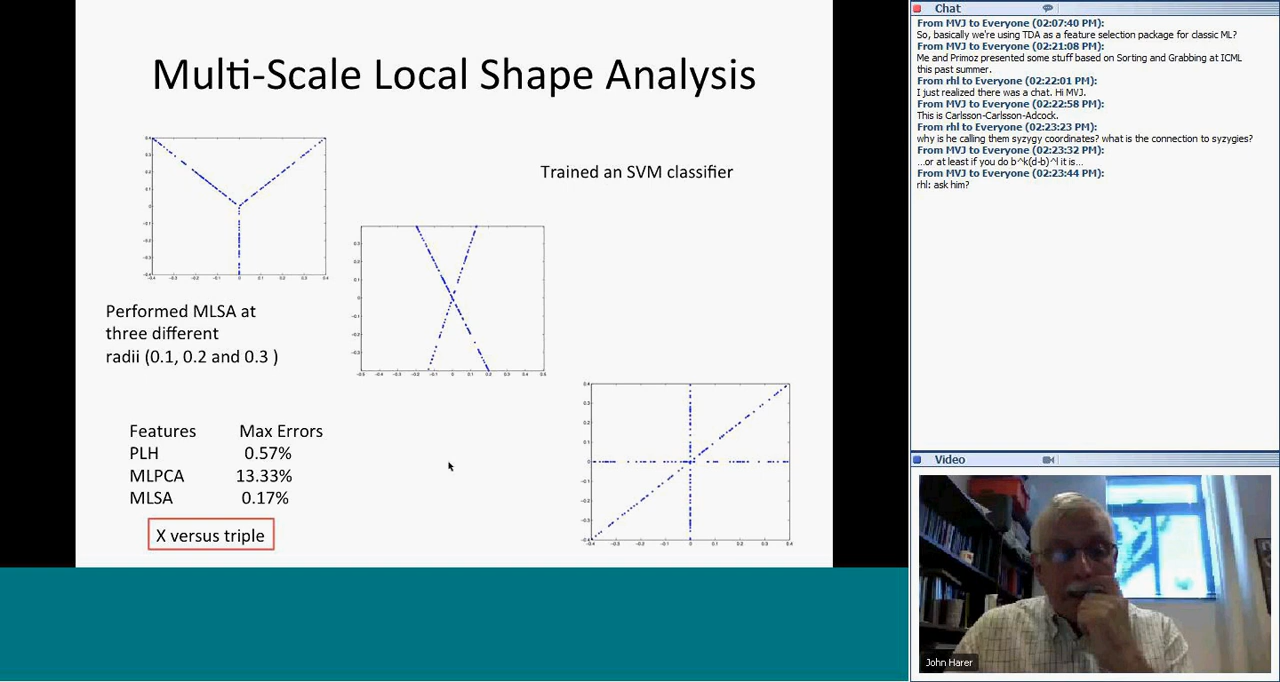 Multi-Scale Local Shape Analysis
Trained an SVM classifier
Performed MLSA at
three different
radii (0.1, 0.2 and 0.3 )
Features Max Errors
PLH 0.57%
MLPCA 13.33%
MLSA 0.17%
X versus triple
Chat
From MVJ to Everyone (02:07:40 PM):
So, basically we're using TDA as a feature selection package for classic ML?
From MVJ to Everyone (02:21:08 PM):
Me and Primoz presented some stuff based on Sorting and Grabbing at ICML
this past summer.
From rhl to Everyone (02:22:01 PM):
I just realized there was a chat. Hi MVJ.
From MVJ to Everyone (02:22:58 PM):
This is Carlsson-Carlsson-Adcock.
From rhl to Everyone (02:23:23 PM):
why is he calling them syzygy coordinates? what is the connection to syzygies?
From MVJ to Everyone (02:23:32 PM):
...or at least if you do b^k(d-b)^l it is...
From MVJ to Everyone (02:23:44 PM):
rhl: ask him?
Video
John Harer